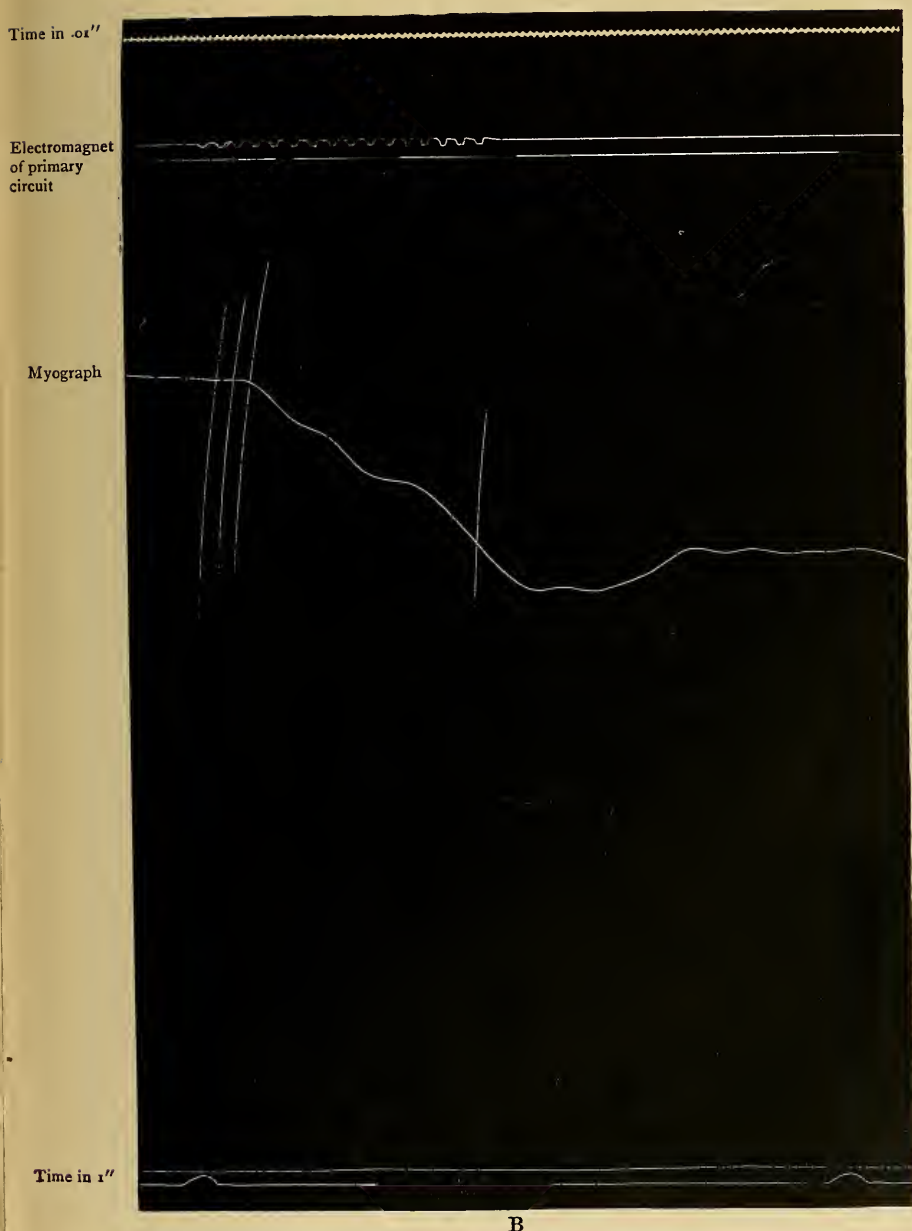 Time in .01″
Electromagnet
of primary
circuit
Myograph
Time in 1″
B